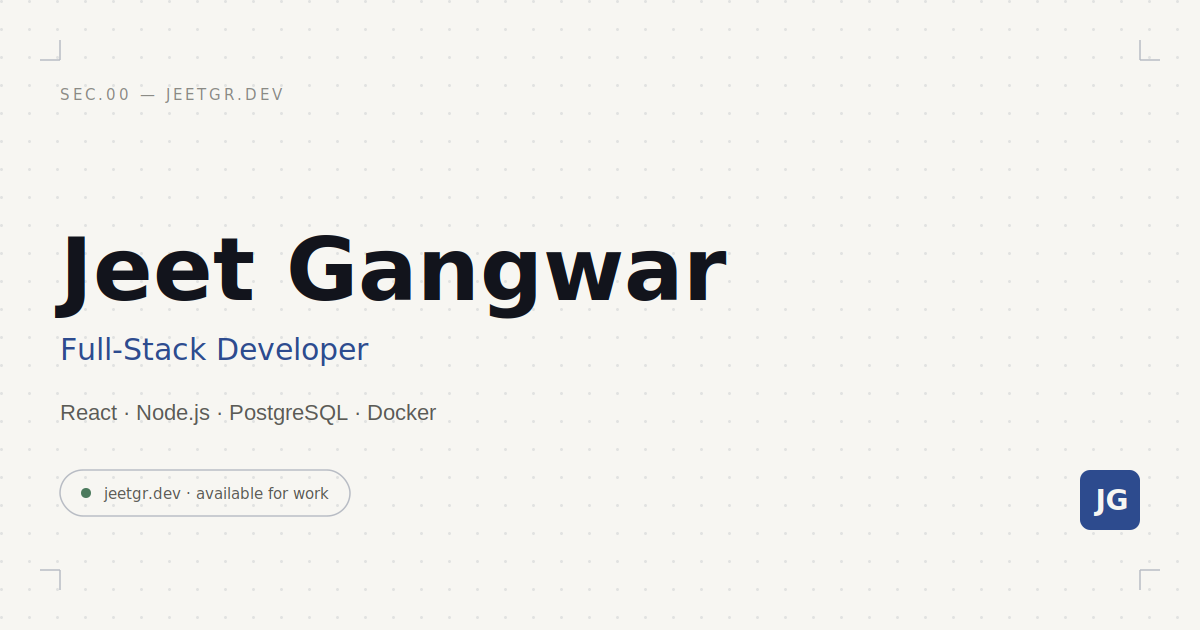 SEC.00 — JEETGR.DEV
Jeet Gangwar
Full-Stack Developer
React · Node.js · PostgreSQL · Docker
jeetgr.dev · available for work
JG